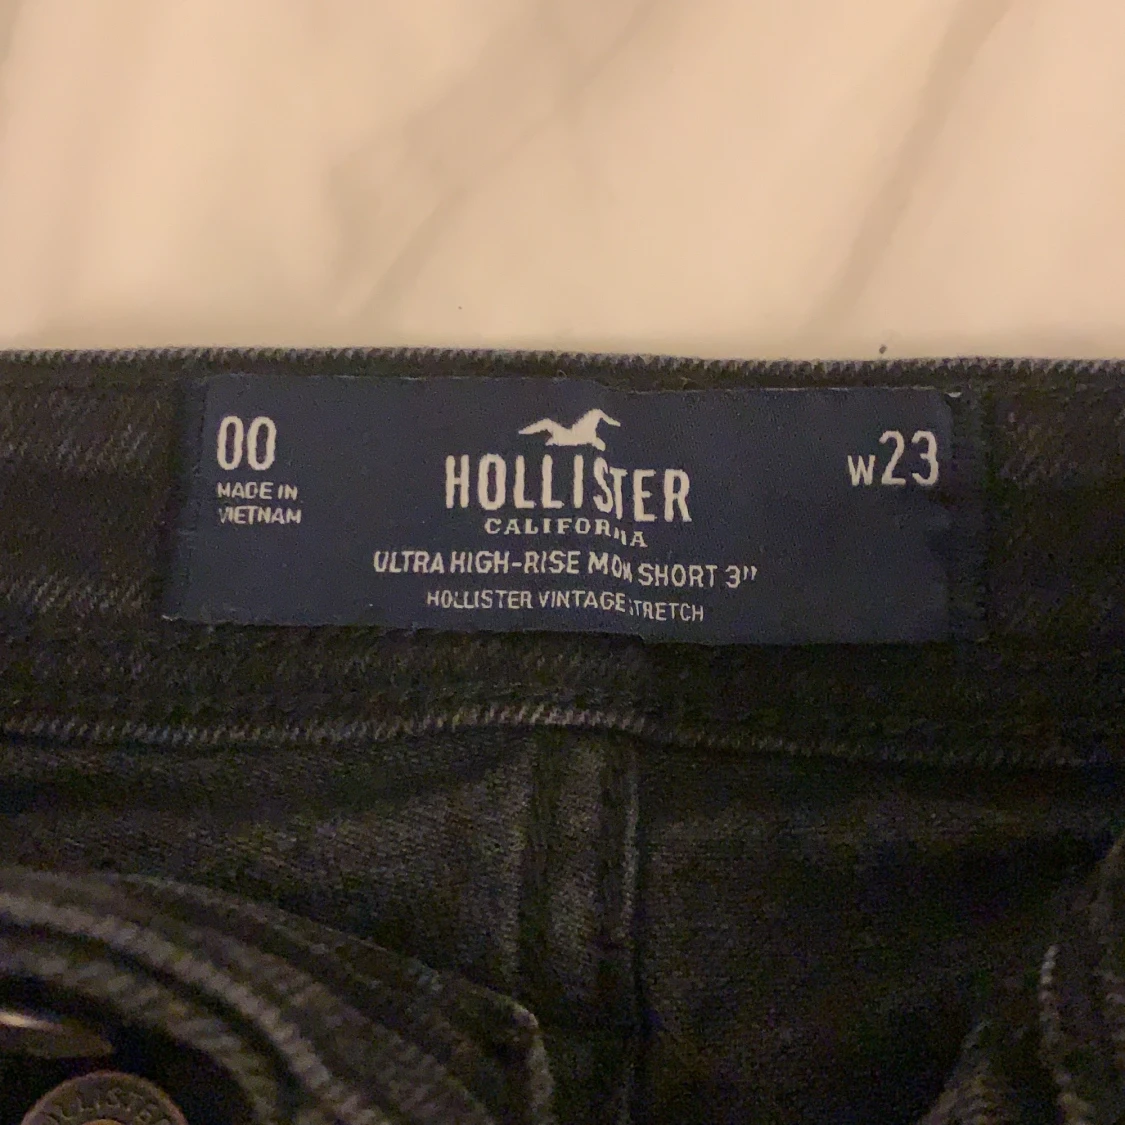 00
MADE IN
VIETNAM
HOLLISTER
CALIFORNIA
ULTRA HIGH-RISE MOM SHORT 3"
HOLLISTER VINTAGE STRETCH
W23
HOLLISTER